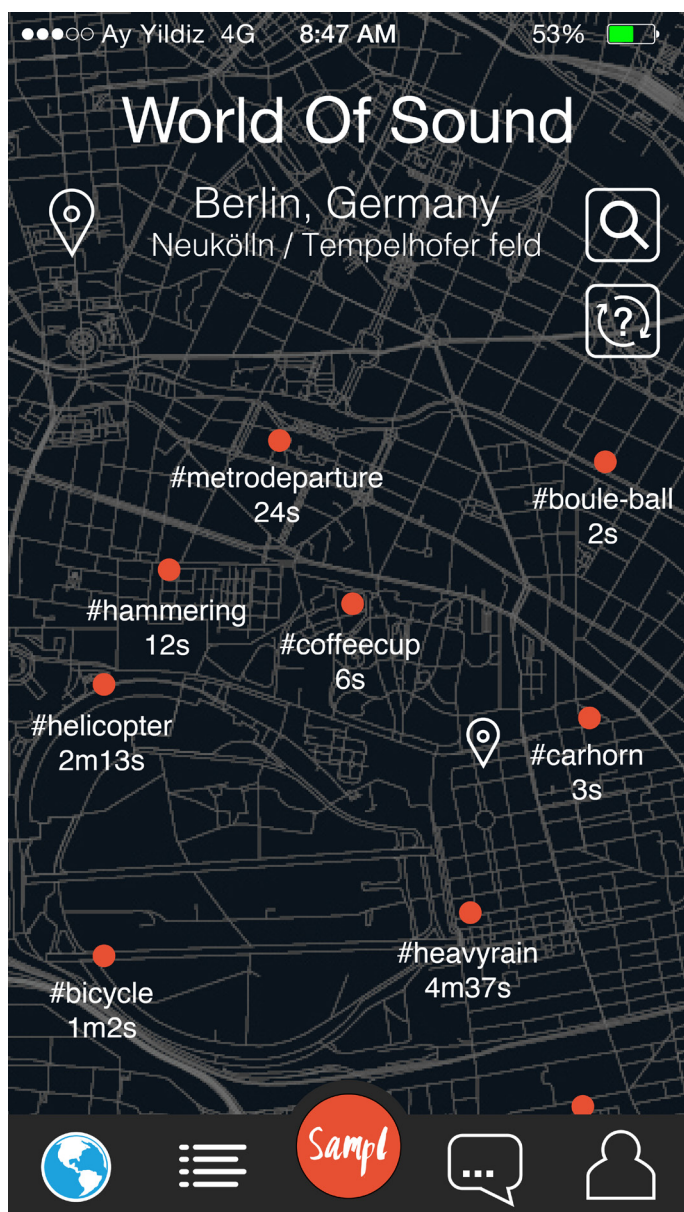 Ay Yildiz 4G 8:47 AM 53%
World Of Sound
Berlin, Germany
Neukölln / Tempelhofer feld
?
#metrodeparture
24s
#boule-ball
2s
#hammering
12s
#coffeecup
6s
#helicopter
2m13s
#carhorn
3s
#heavyrain
4m37s
#bicycle
1m2s
Sampl